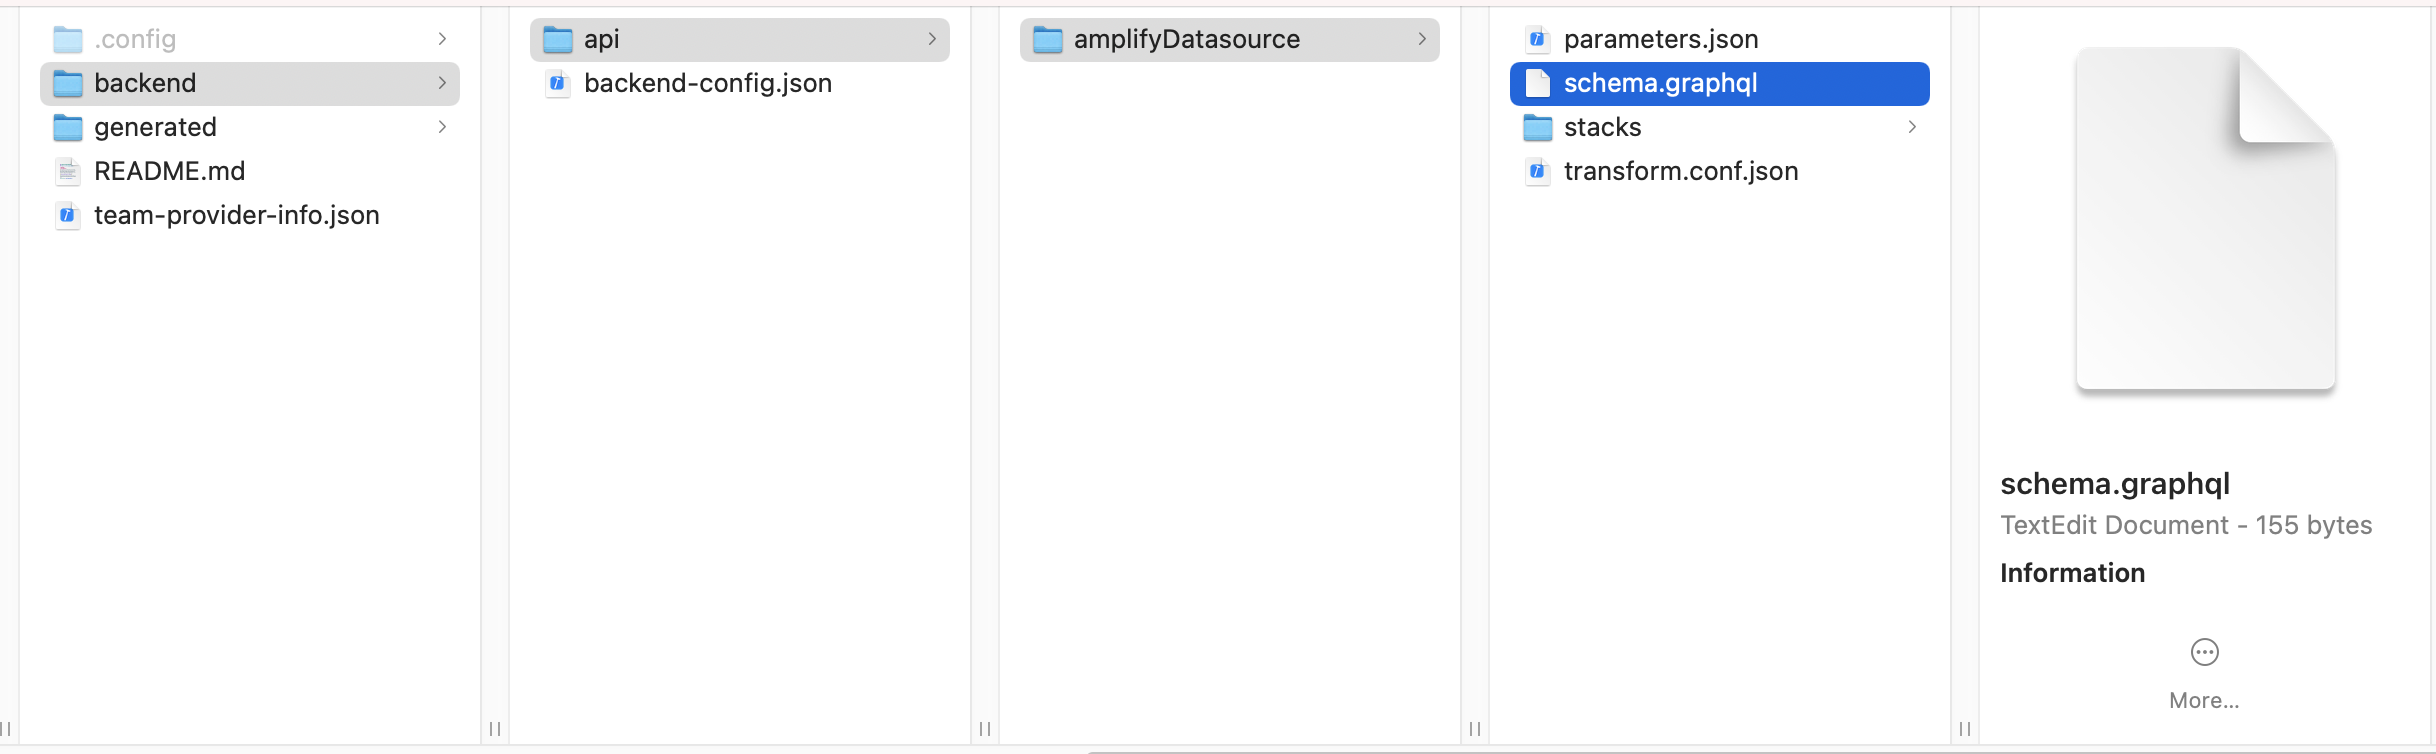 .config
backend
generated
README.md
team-provider-info.json
api
backend-config.json
amplifyDatasource
parameters.json
schema.graphql
stacks
transform.conf.json
schema.graphql
TextEdit Document - 155 bytes
Information
More...